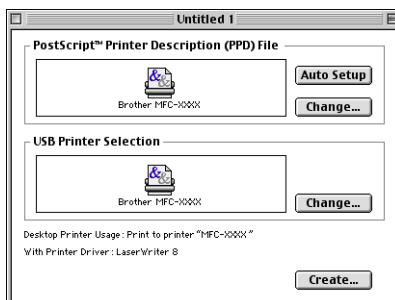 Untitled 1
PostScript™ Printer Description (PPD) File
Auto Setup
Brother MFC-XXXX
Change...
USB Printer Selection
Brother MFC-XXXX
Change...
Desktop Printer Usage: Print to printer "MFC-XXXX "
With Printer Driver: LaserWriter 8
Create...